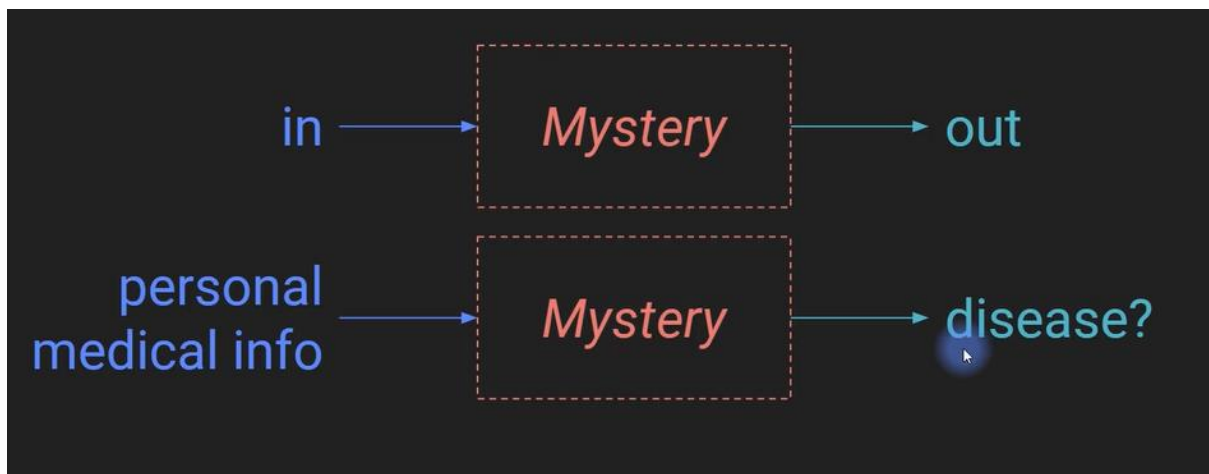 in
Mystery
out
personal
medical info
Mystery
disease?